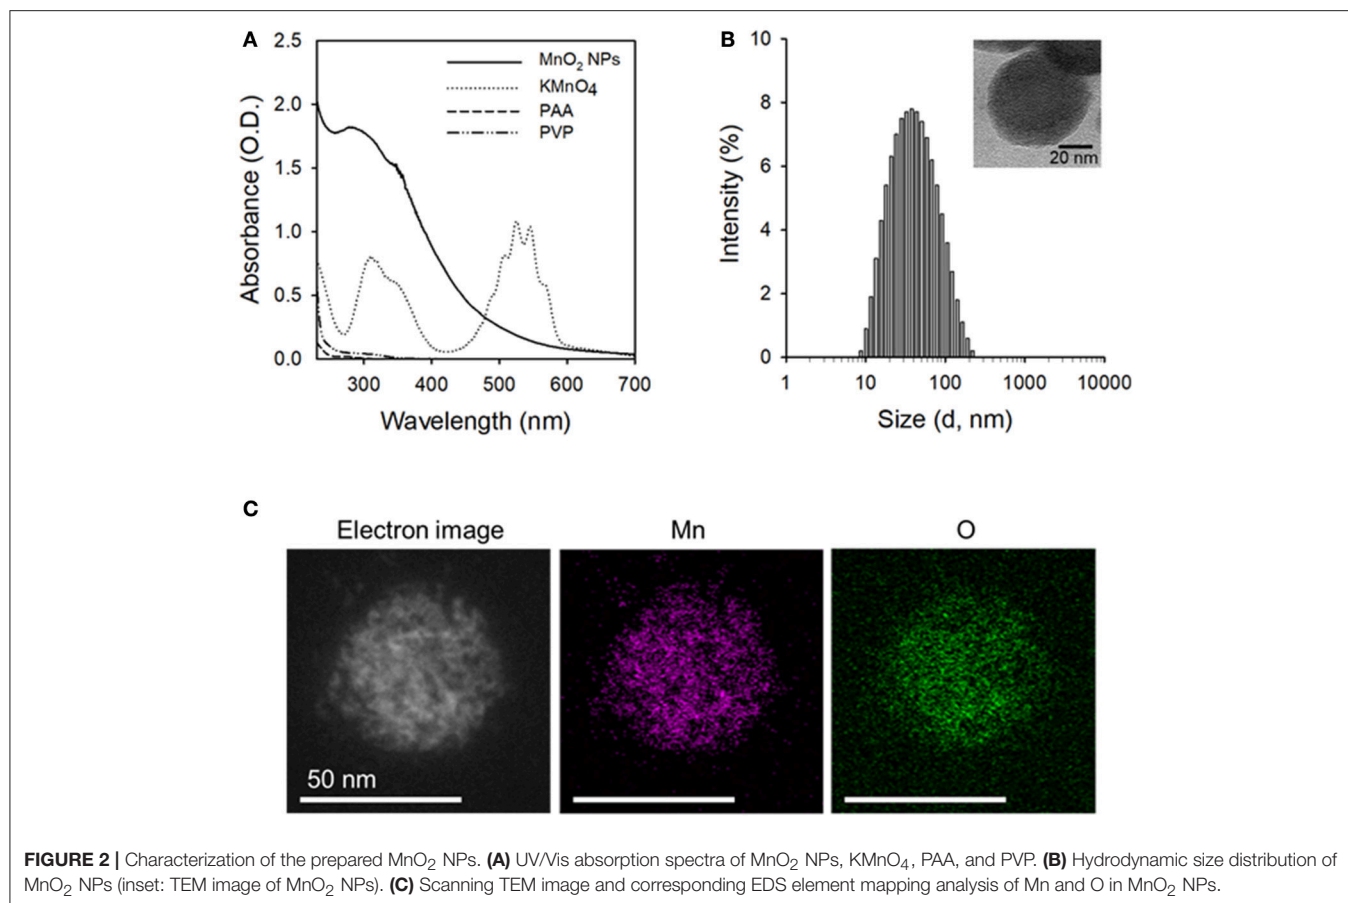 A
2.5
2.0
1.5
1.0
0.5
0.0
Absorbance (O.D.)
300 400 500 600 700
Wavelength (nm)
MnO2 NPs
KMnO4
PAA
PVP
B
10
8
6
4
2
0
Intensity (%)
1 10 100 1000 10000
Size (d, nm)
20 nm
C
Electron image
Mn
O
50 nm
FIGURE 2 | Characterization of the prepared MnO2 NPs. (A) UV/Vis absorption spectra of MnO2 NPs, KMnO4, PAA, and PVP. (B) Hydrodynamic size distribution of
MnO2 NPs (inset: TEM image of MnO2 NPs). (C) Scanning TEM image and corresponding EDS element mapping analysis of Mn and O in MnO2 NPs.